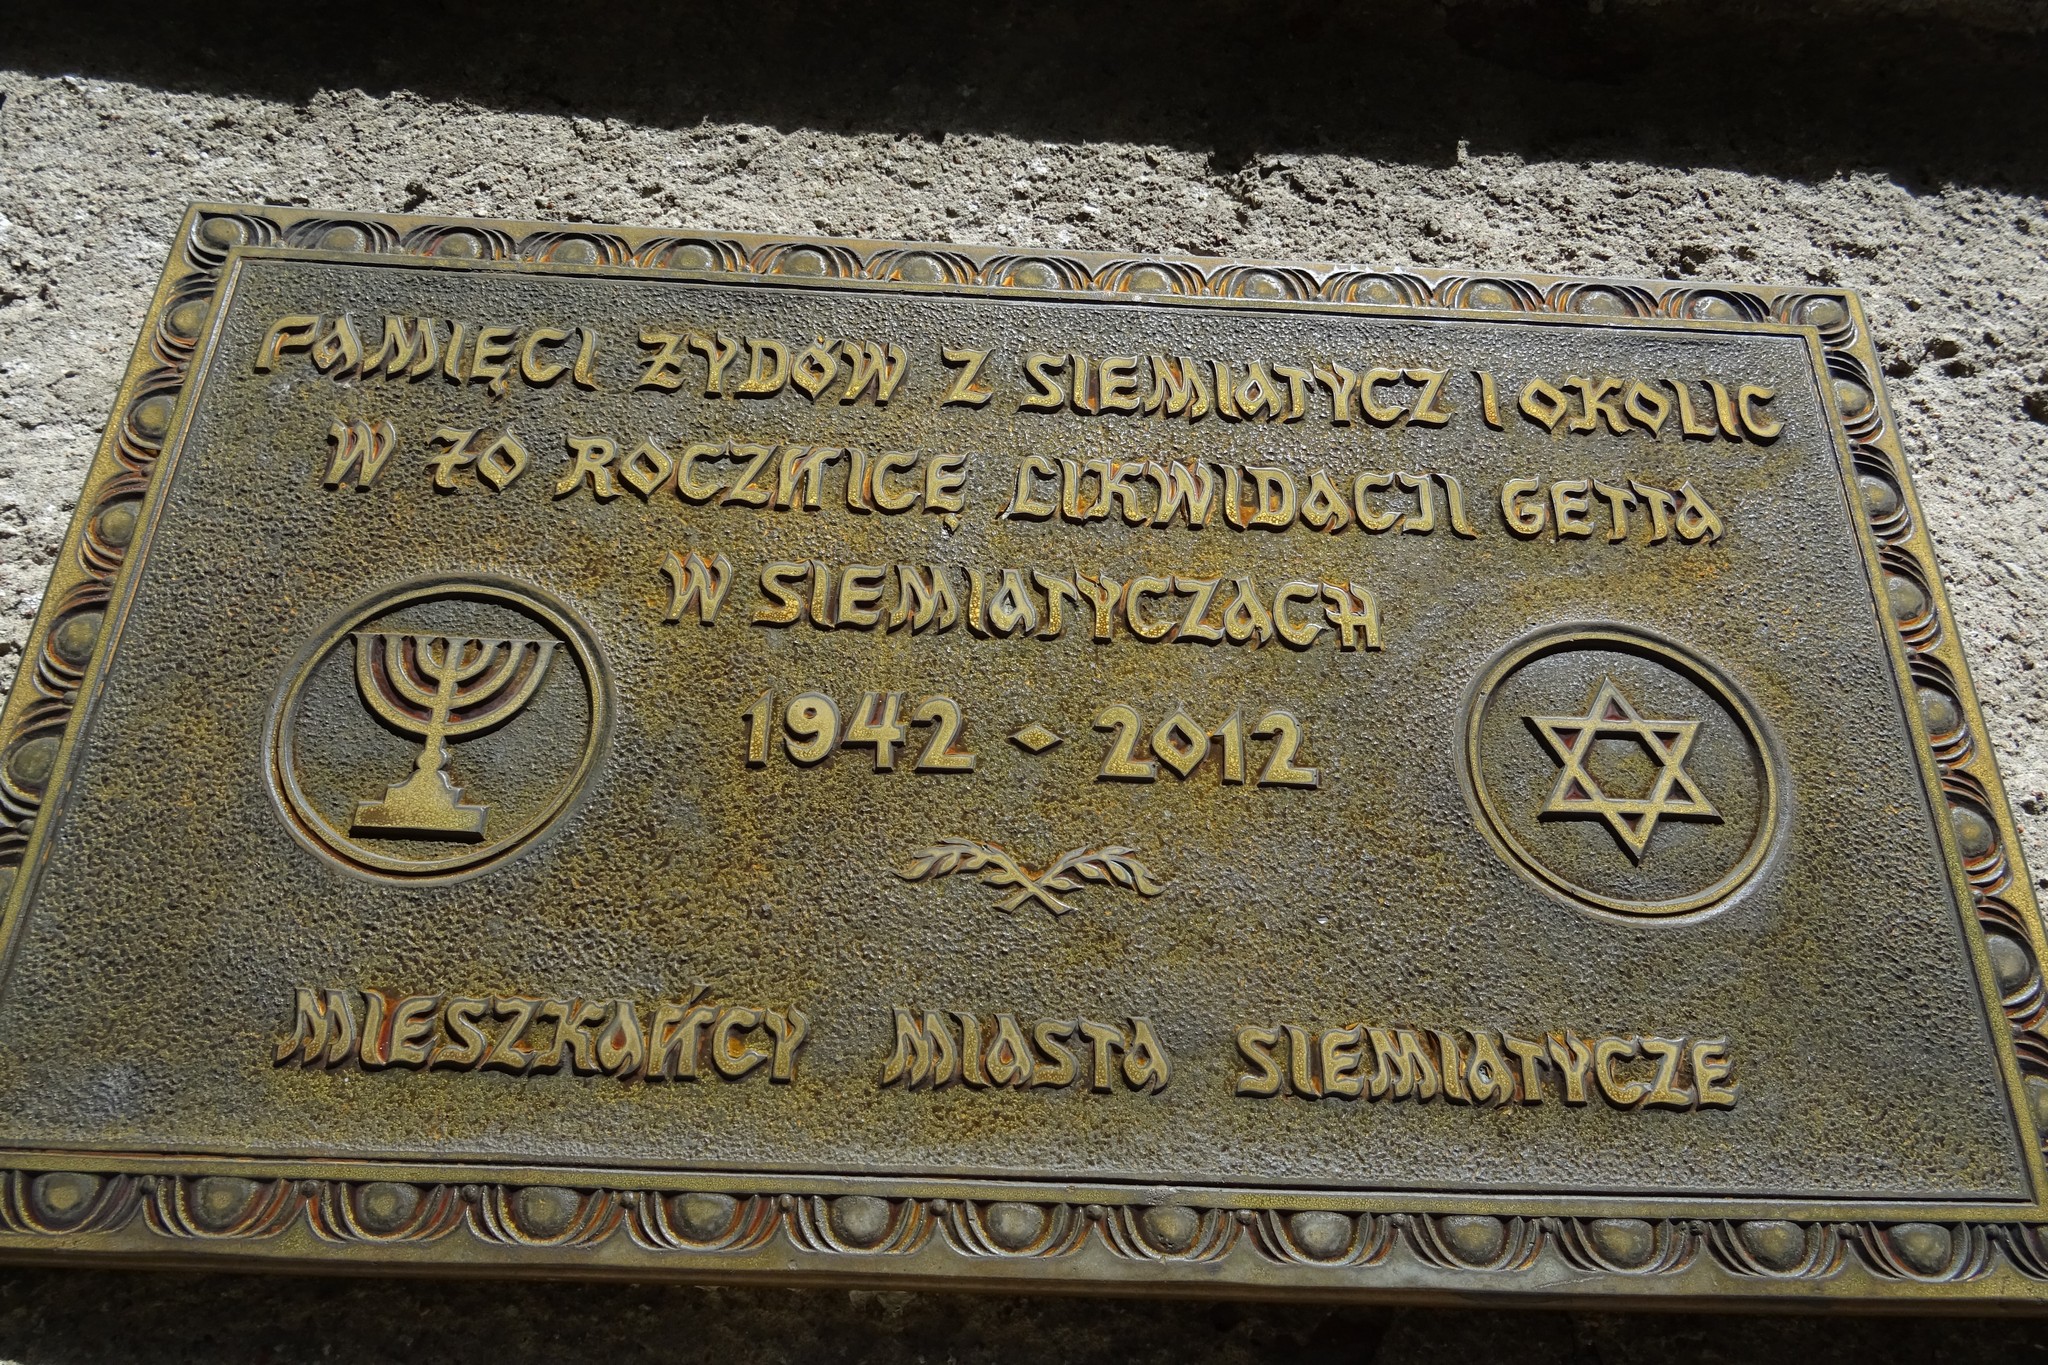 PAMIĘCI ŻYDÓW Z SIEMIATYCZ I OKOLIC
W 70 ROCZNICĘ LIKWIDACJI GETTA
W SIEMIATYCZACH
1942 - 2012
MIESZKAŃCY MIASTA SIEMIATYCZE